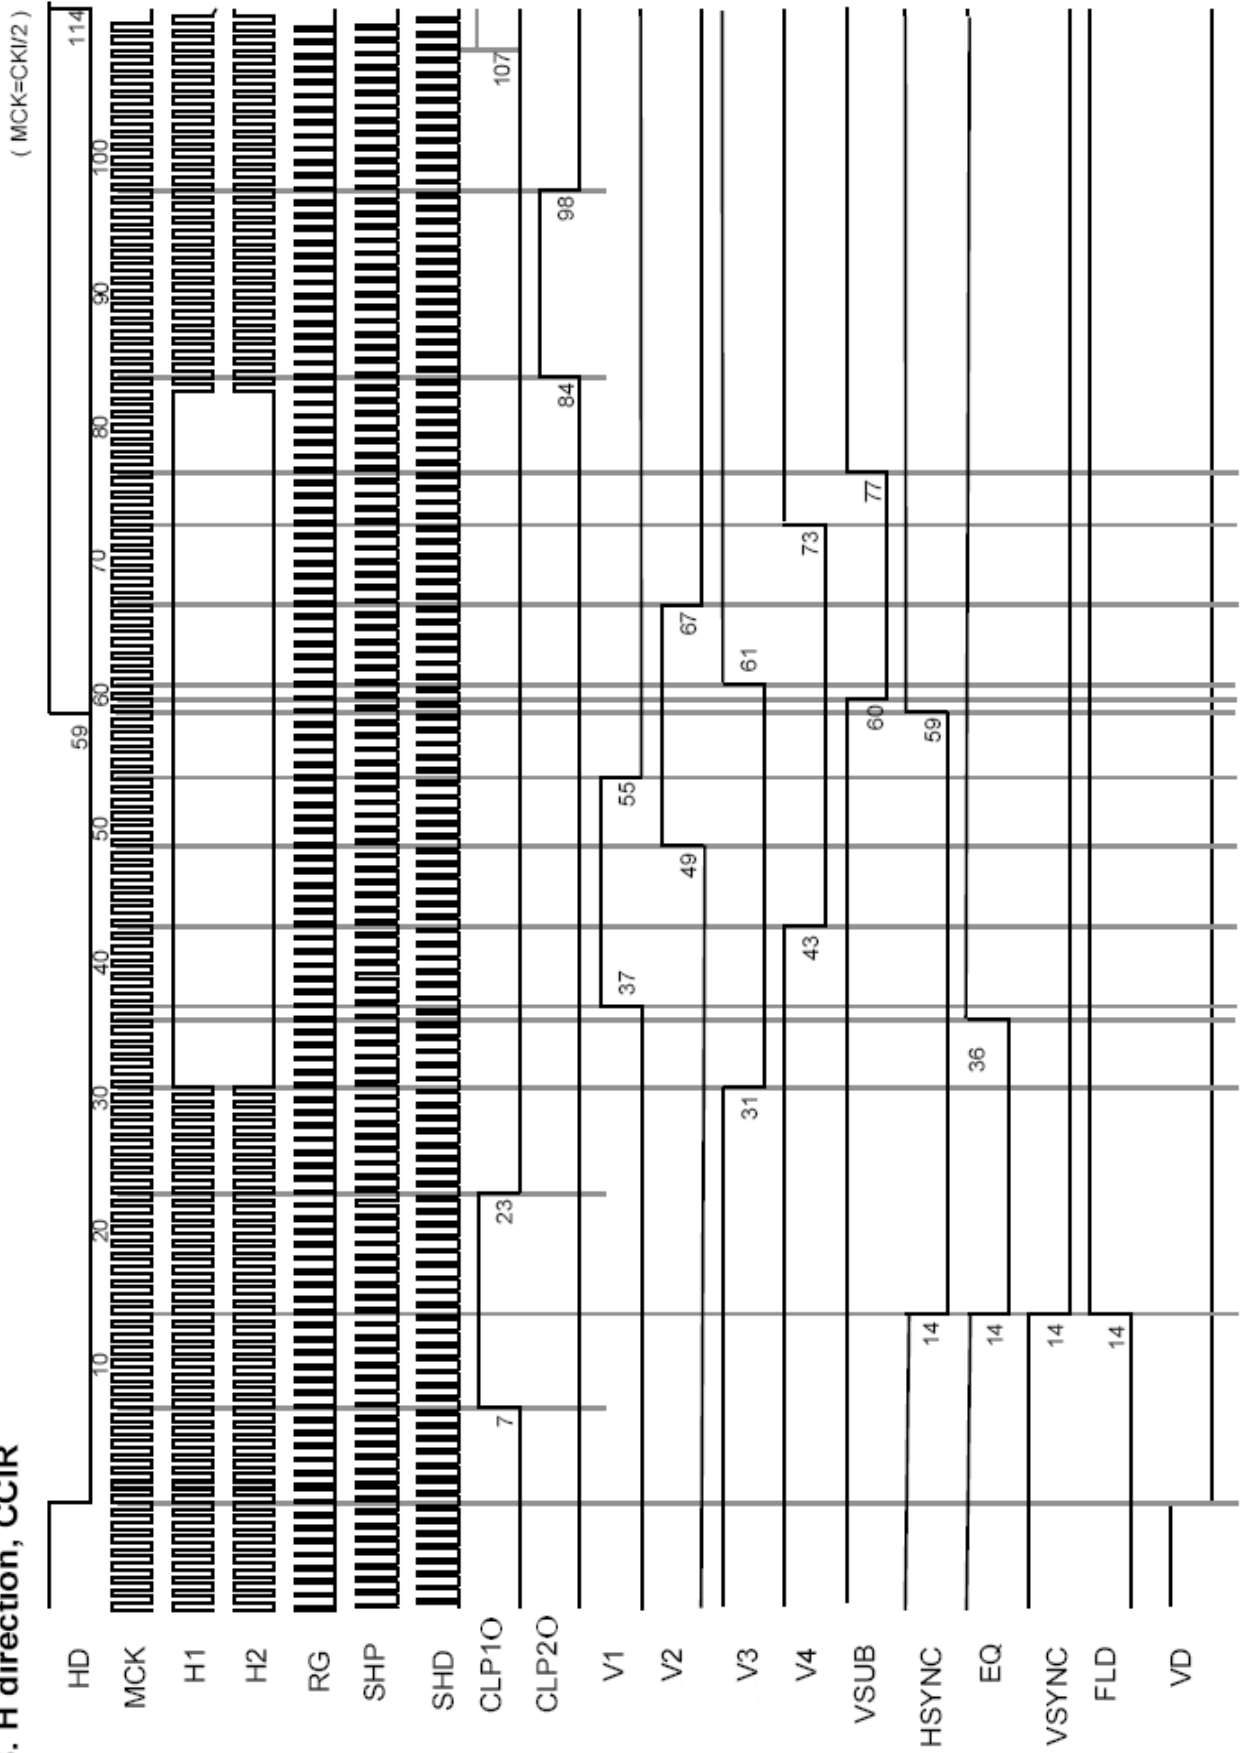 . H direction, CCIR
( MCK=CKI/2 )
HD 59 114
10 20 30 40 50 60 70 80 90 100
MCK
H1
H2
RG
SHP
SHD
CLP1O 7 23 107
CLP2O 84 98
V1 37 55
V2 49 67
V3 31 61
V4 43 73
VSUB 60 77
HSYNC 14 59
EQ 14 36
VSYNC 14
FLD 14
VD